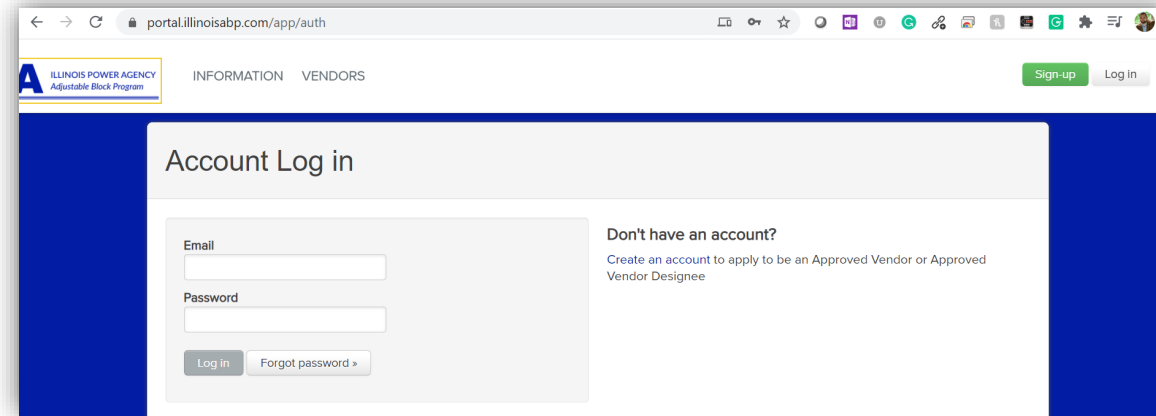 portal.illinoisabp.com/app/auth
A ILLINOIS POWER AGENCY
Adjustable Block Program
INFORMATION VENDORS
Sign-up Log in
Account Log in
Email
Password
Log in Forgot password »
Don't have an account?
Create an account to apply to be an Approved Vendor or Approved
Vendor Designee